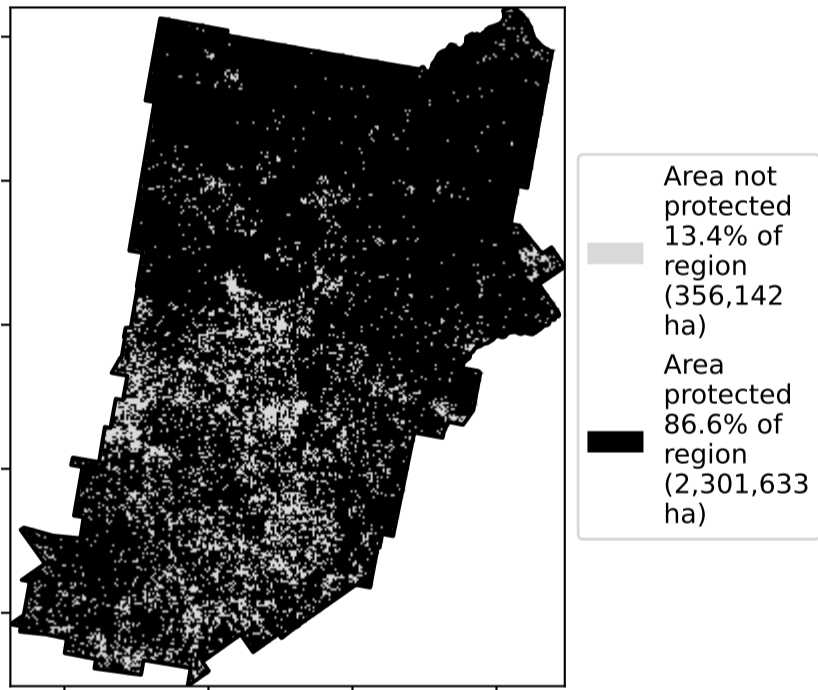 Area not
protected
13.4% of
region
(356,142
ha)
Area
protected
86.6% of
region
(2,301,633
ha)